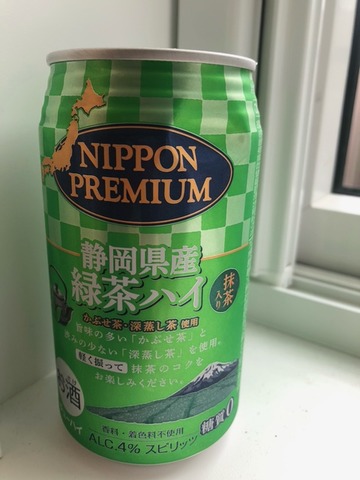 NIPPON
PREMIUM
静岡県産
緑茶ハイ
抹茶
入り
かぶせ茶・深蒸し茶 使用
旨味の多い「かぶせ茶」と
渋みの少ない「深蒸し茶」を使用。
軽く振って 抹茶のコクを
お楽しみください。
お酒
糖質0
香料・着色料不使用
ALC.4% スピリッツ